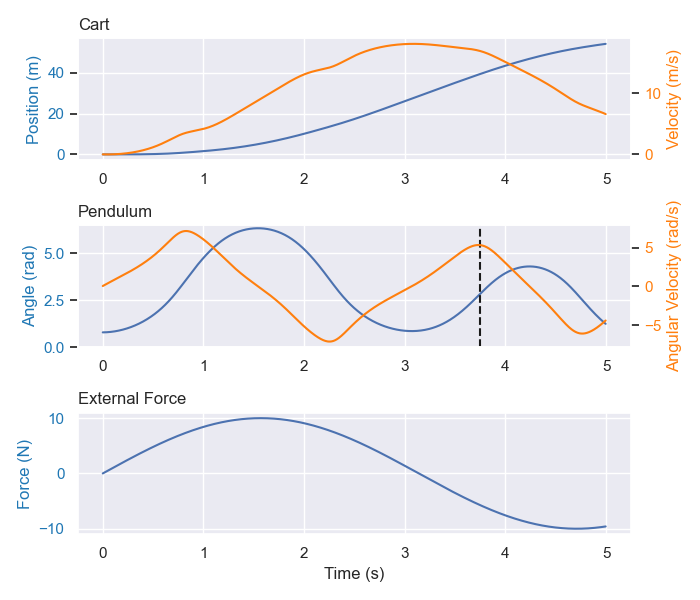 Cart
Position (m)
40
20
0
10
0
Velocity (m/s)
0 1 2 3 4 5
Pendulum
Angle (rad)
5.0
2.5
0.0
5
0
−5
Angular Velocity (rad/s)
0 1 2 3 4 5
External Force
Force (N)
10
0
−10
0 1 2 3 4 5
Time (s)